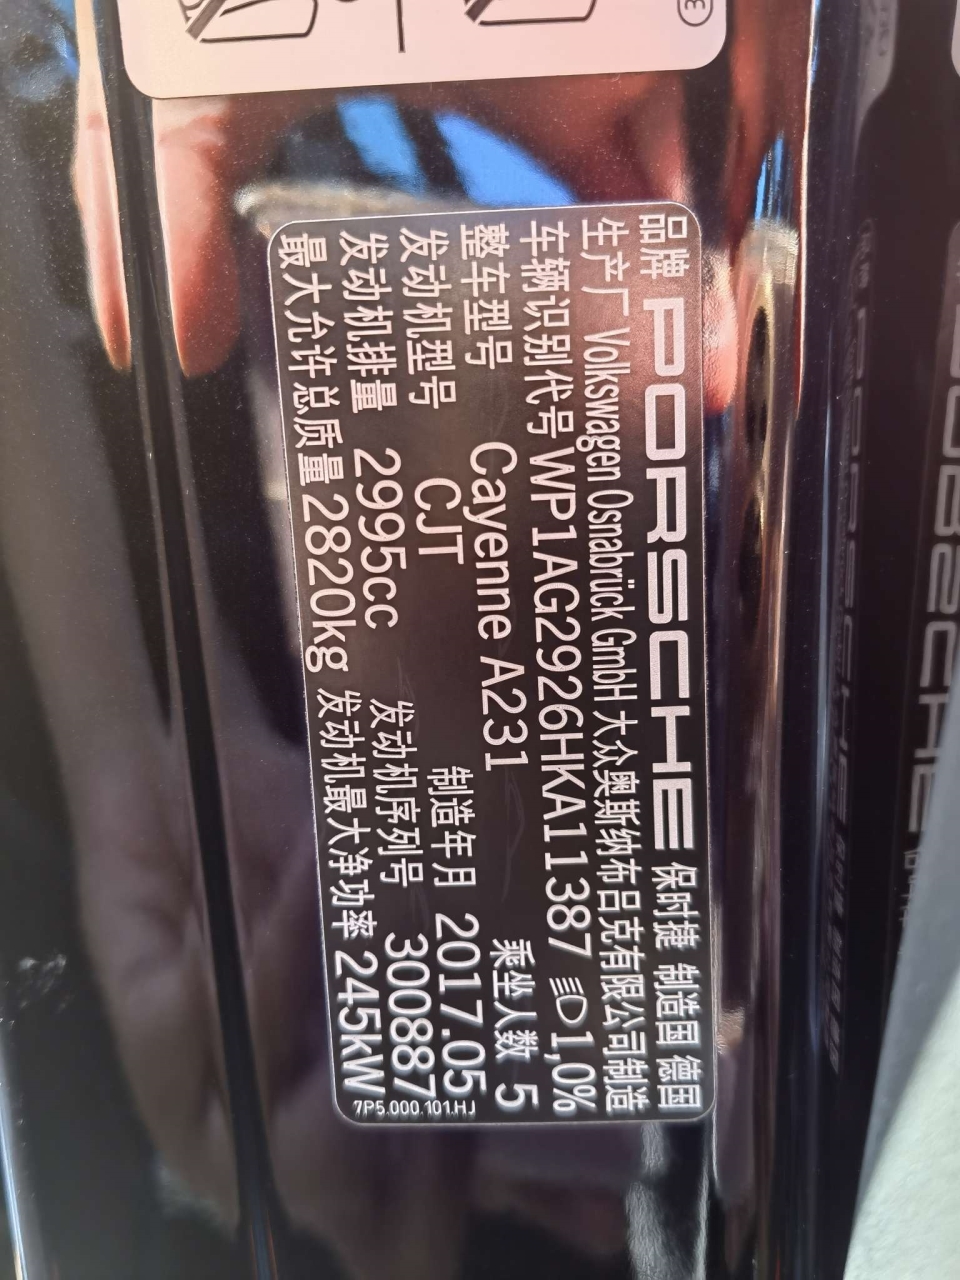 品牌 PORSCHE 保时捷 制造国 德国
生产厂 Volkswagen Osnabrück GmbH 大众奥斯纳布吕克有限公司制造
车辆识别代号 WP1AG2926HKA11387 1,0%
整车型号 Cayenne A231 乘坐人数 5
发动机型号 CJT 制造年月 2017.05
发动机排量 2995cc 发动机序列号 300887
最大允许总质量 2820kg 发动机最大净功率 245kW
7P5.000.101.HJ